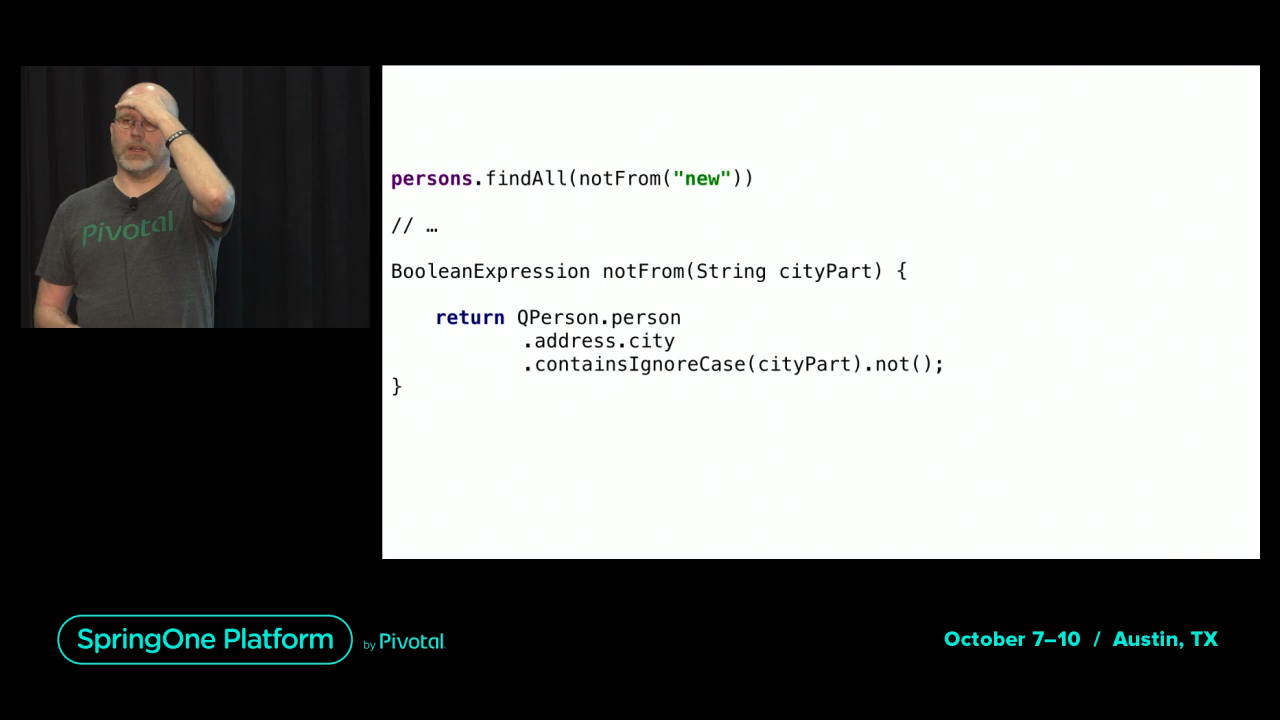 Pivotal
persons.findAll(notFrom("new"))
// …
BooleanExpression notFrom(String cityPart) {
return QPerson.person
.address.city
.containsIgnoreCase(cityPart).not();
}
SpringOne Platform by Pivotal
October 7–10 / Austin, TX